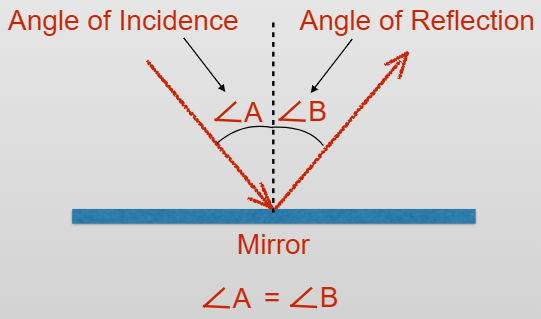 Angle of Incidence
Angle of Reflection
∠A
∠B
Mirror
∠A = ∠B